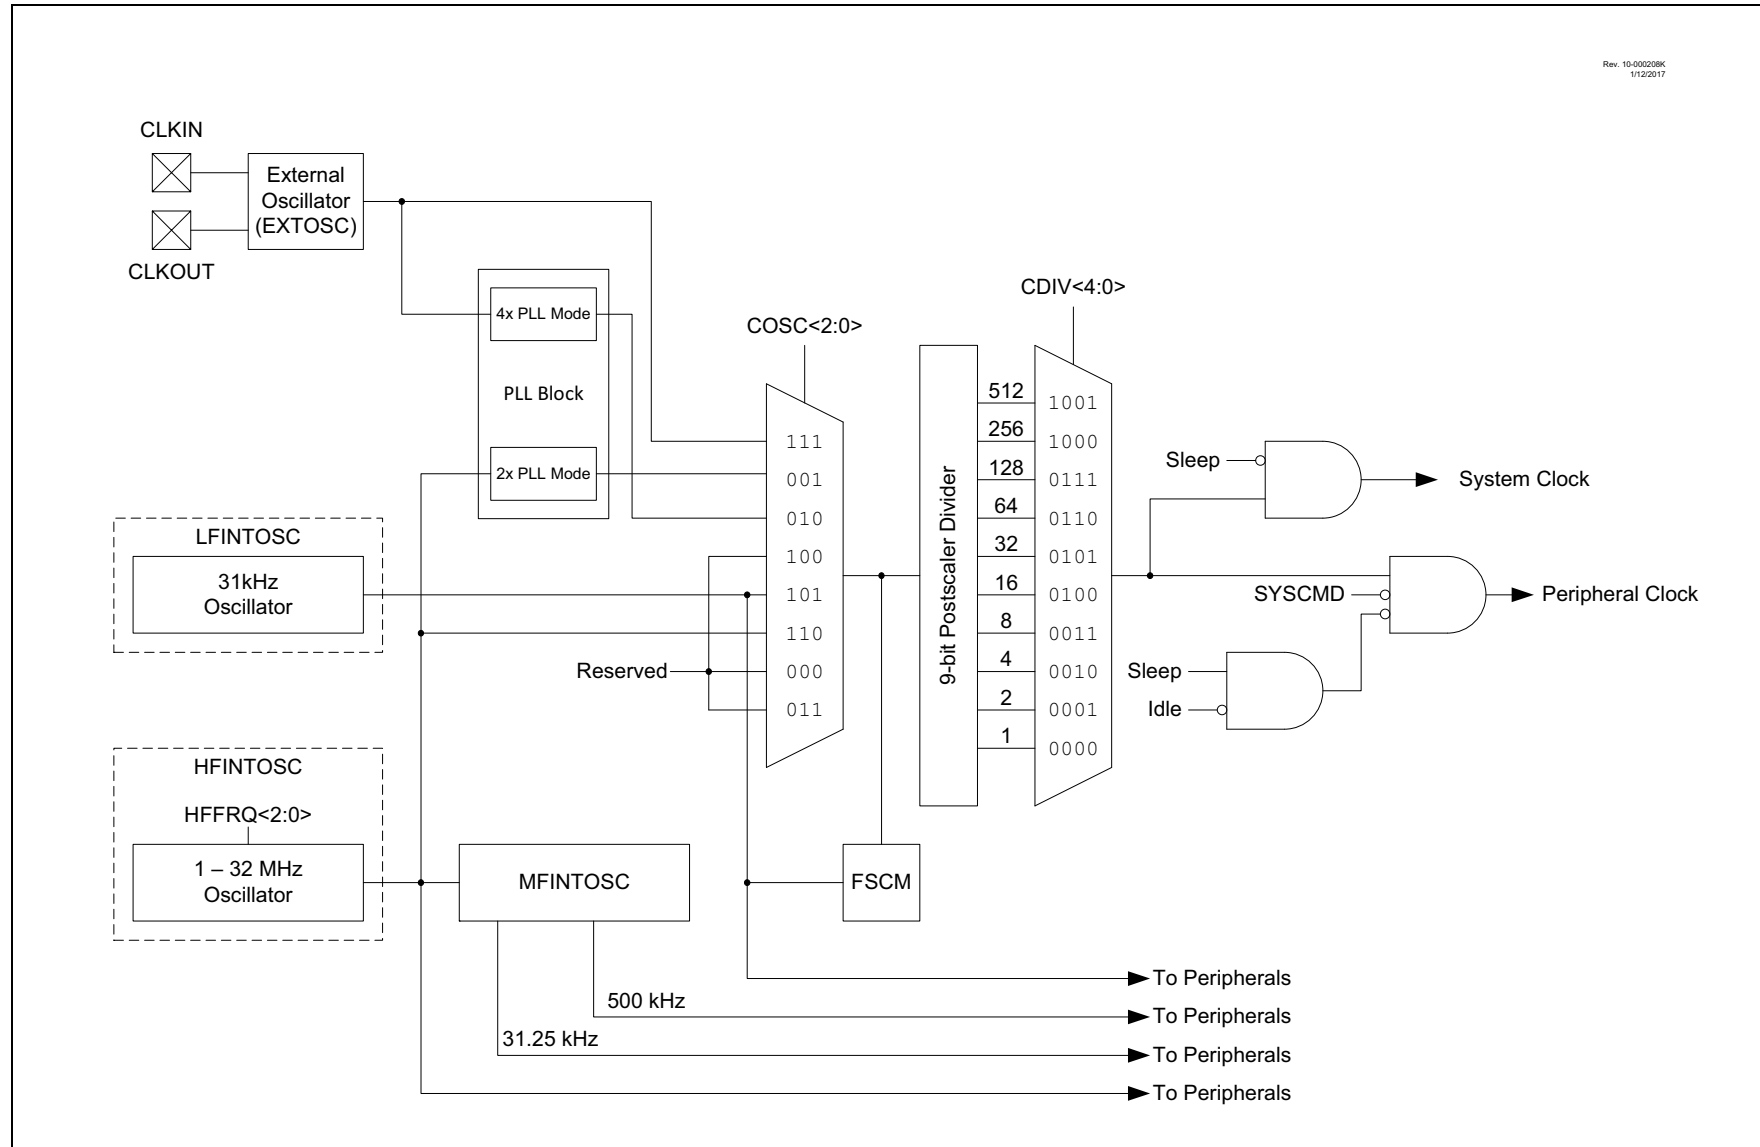 Rev. 10-000208K
1/12/2017
CLKIN
External
Oscillator
(EXTOSC)
CLKOUT
4x PLL Mode
PLL Block
2x PLL Mode
COSC<2:0>
111
001
010
100
101
110
000
011
LFINTOSC
31kHz
Oscillator
Reserved
HFINTOSC
HFFRQ<2:0>
1 – 32 MHz
Oscillator
MFINTOSC
FSCM
9-bit Postscaler Divider
512
256
128
64
32
16
8
4
2
1
CDIV<4:0>
1001
1000
0111
0110
0101
0100
0011
0010
0001
0000
Sleep
System Clock
SYSCMD
Peripheral Clock
Sleep
Idle
To Peripherals
500 kHz
To Peripherals
31.25 kHz
To Peripherals
To Peripherals